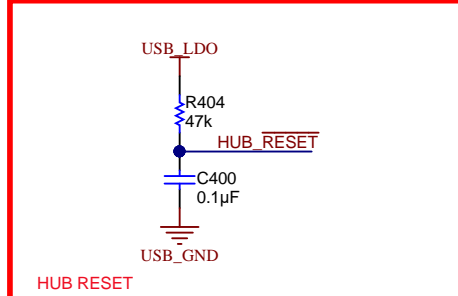 USB_LDO
R404
47k
HUB_RESET
C400
0.1µF
USB_GND
HUB RESET